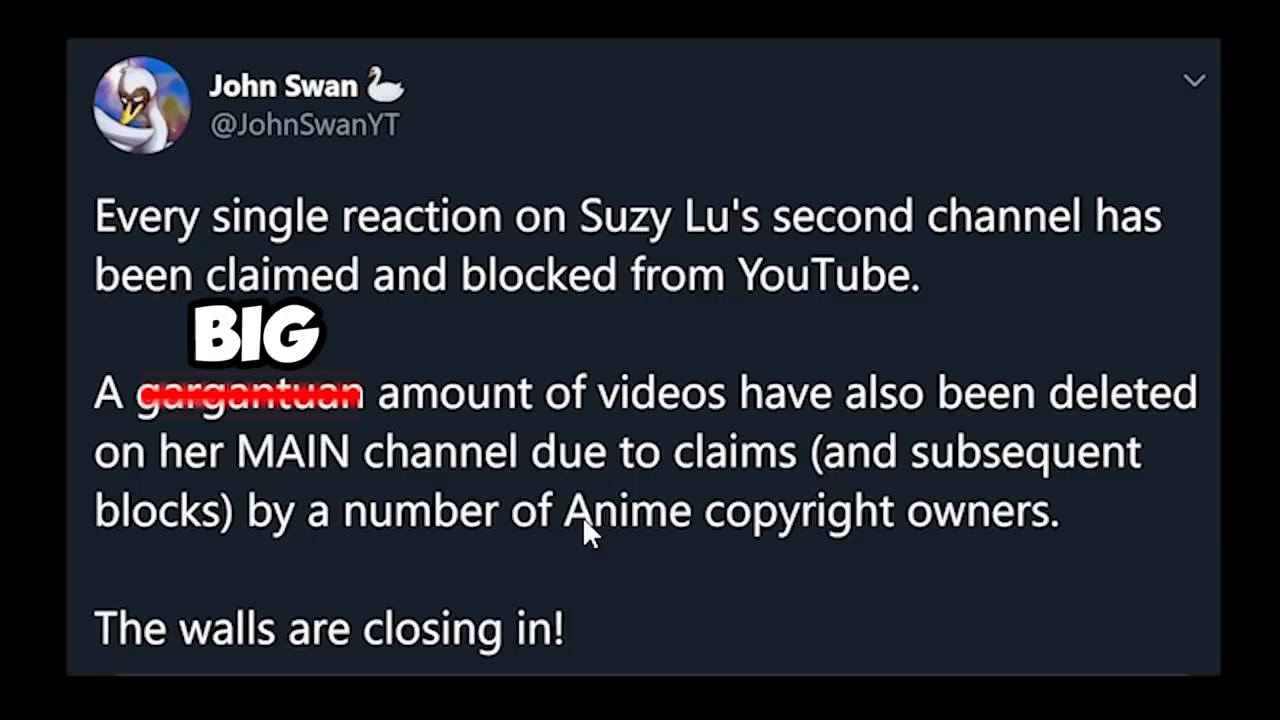 John Swan 🦢
@JohnSwanYT
Every single reaction on Suzy Lu's second channel has
been claimed and blocked from YouTube.
BIG
A gargantuan amount of videos have also been deleted
on her MAIN channel due to claims (and subsequent
blocks) by a number of Anime copyright owners.
The walls are closing in!